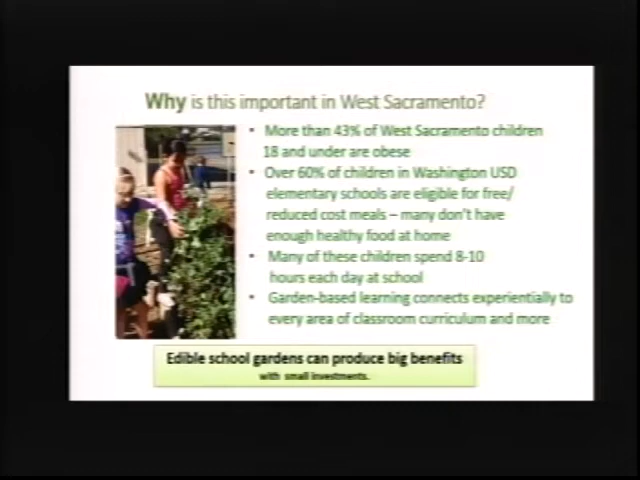 Why is this important in West Sacramento?
• More than 43% of West Sacramento children
18 and under are obese
• Over 60% of children in Washington USD
elementary schools are eligible for free/
reduced cost meals – many don't have
enough healthy food at home
• Many of these children spend 8-10
hours each day at school
• Garden-based learning connects experientially to
every area of classroom curriculum and more
Edible school gardens can produce big benefits
with small investments.